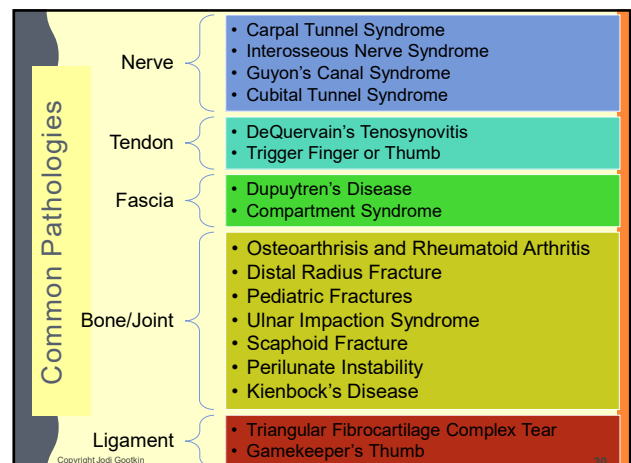 Common Pathologies
Nerve
• Carpal Tunnel Syndrome
• Interosseous Nerve Syndrome
• Guyon's Canal Syndrome
• Cubital Tunnel Syndrome
Tendon
• DeQuervain's Tenosynovitis
• Trigger Finger or Thumb
Fascia
• Dupuytren's Disease
• Compartment Syndrome
Bone/Joint
• Osteoarthrisis and Rheumatoid Arthritis
• Distal Radius Fracture
• Pediatric Fractures
• Ulnar Impaction Syndrome
• Scaphoid Fracture
• Perilunate Instability
• Kienbock's Disease
Ligament
• Triangular Fibrocartilage Complex Tear
• Gamekeeper's Thumb
Copyright Jodi Gootkin